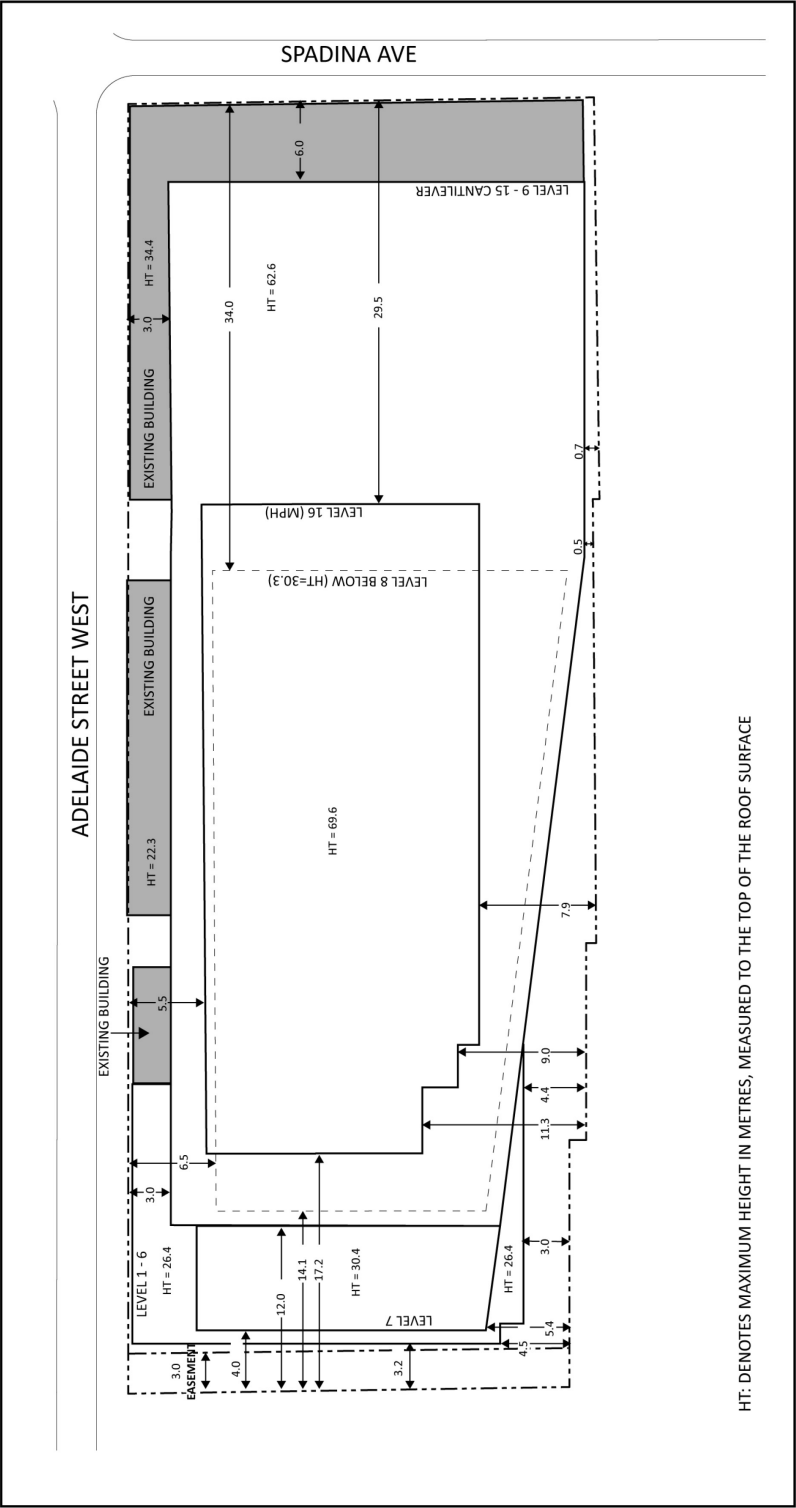 SPADINA AVE
ADELAIDE STREET WEST
6.0
LEVEL 9 - 15 CANTILEVER
HT = 34.4
3.0
EXISTING BUILDING
34.0
HT = 62.6
29.5
0.7
0.5
LEVEL 16 (MPH)
LEVEL 8 BELOW (HT=30.3)
EXISTING BUILDING
HT = 22.3
HT = 69.6
7.9
EXISTING BUILDING
5.5
9.0
4.4
11.3
6.5
3.0
LEVEL 1 - 6
HT = 26.4
12.0
14.1
17.2
HT = 30.4
LEVEL 7
HT = 26.4
3.0
5.4
4.5
3.0
EASEMENT
4.0
3.2
HT: DENOTES MAXIMUM HEIGHT IN METRES, MEASURED TO THE TOP OF THE ROOF SURFACE